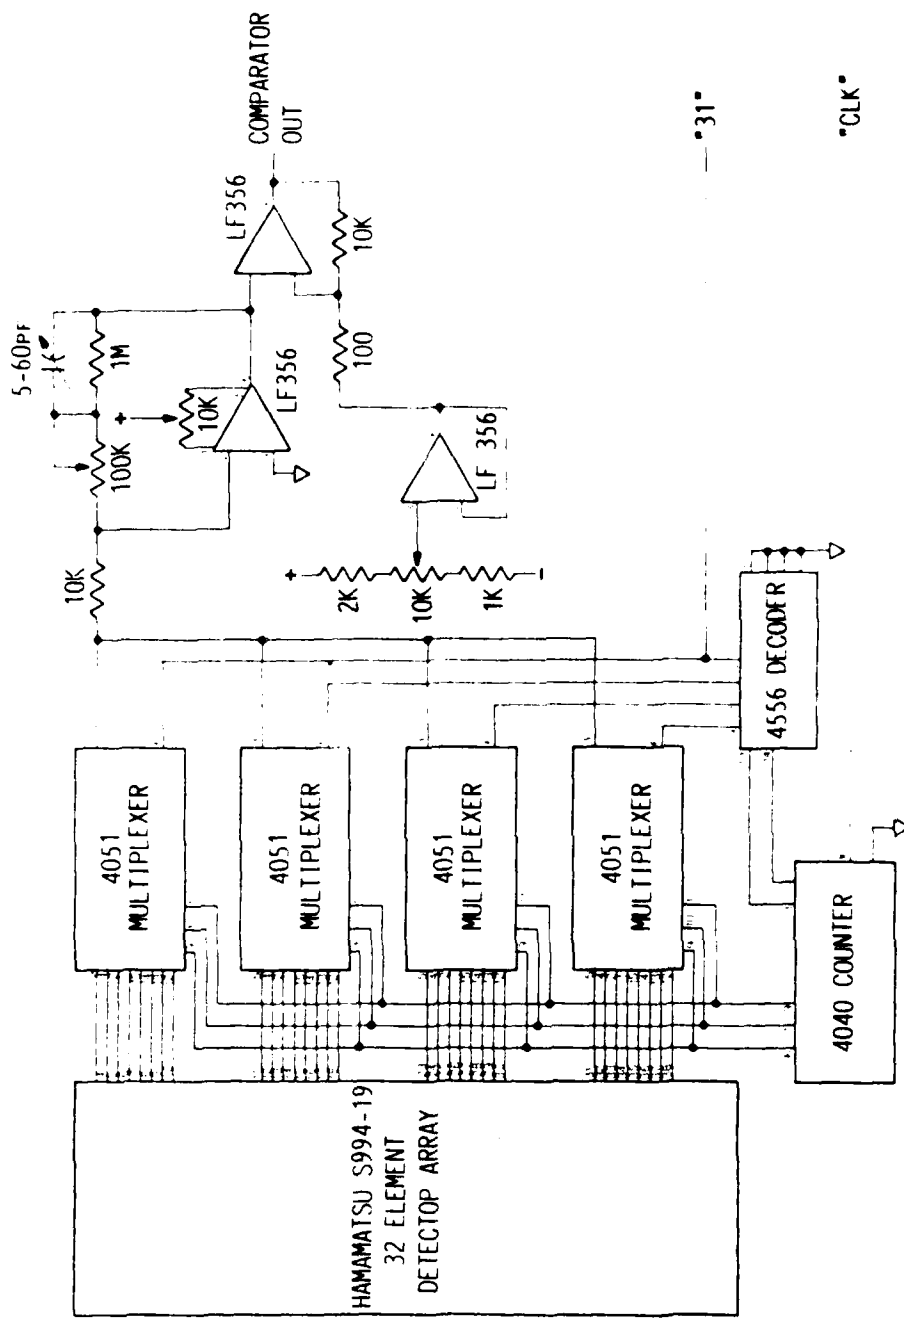 HAMAMATSU S994-19
32 ELEMENT
DETECTOP ARRAY
4051
MULTIPLEXER
4051
MULTIPLEXER
4051
MULTIPLEXER
4051
MULTIPLEXER
4040 COUNTER
4556 DECODER
10K
100K
1M
5-60PF
+
10K
LF356
LF356
COMPARATOR
OUT
10K
100
LF 356
+
2K
10K
1K
-
"31"
"CLK"